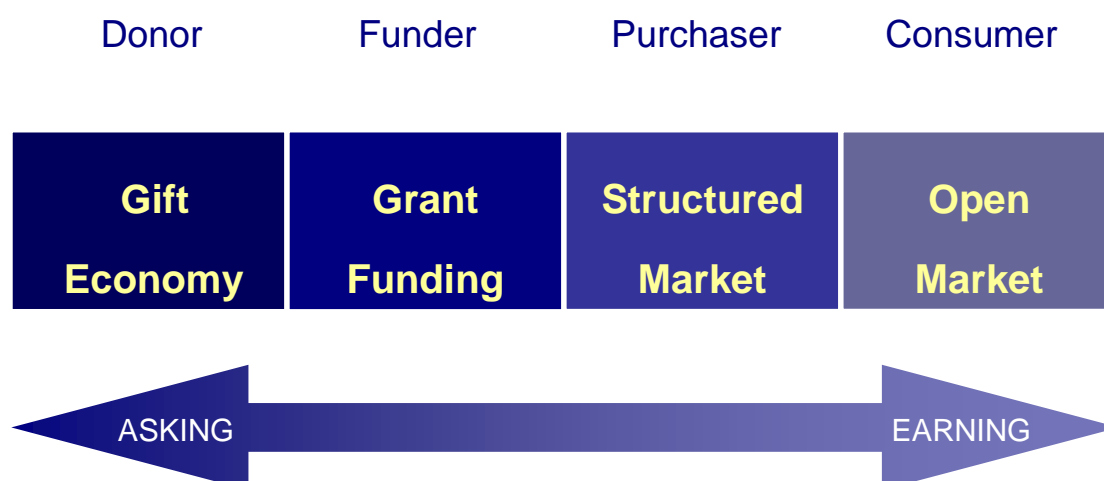 Donor Funder Purchaser Consumer
Gift Grant Structured Open
Economy Funding Market Market
ASKING EARNING